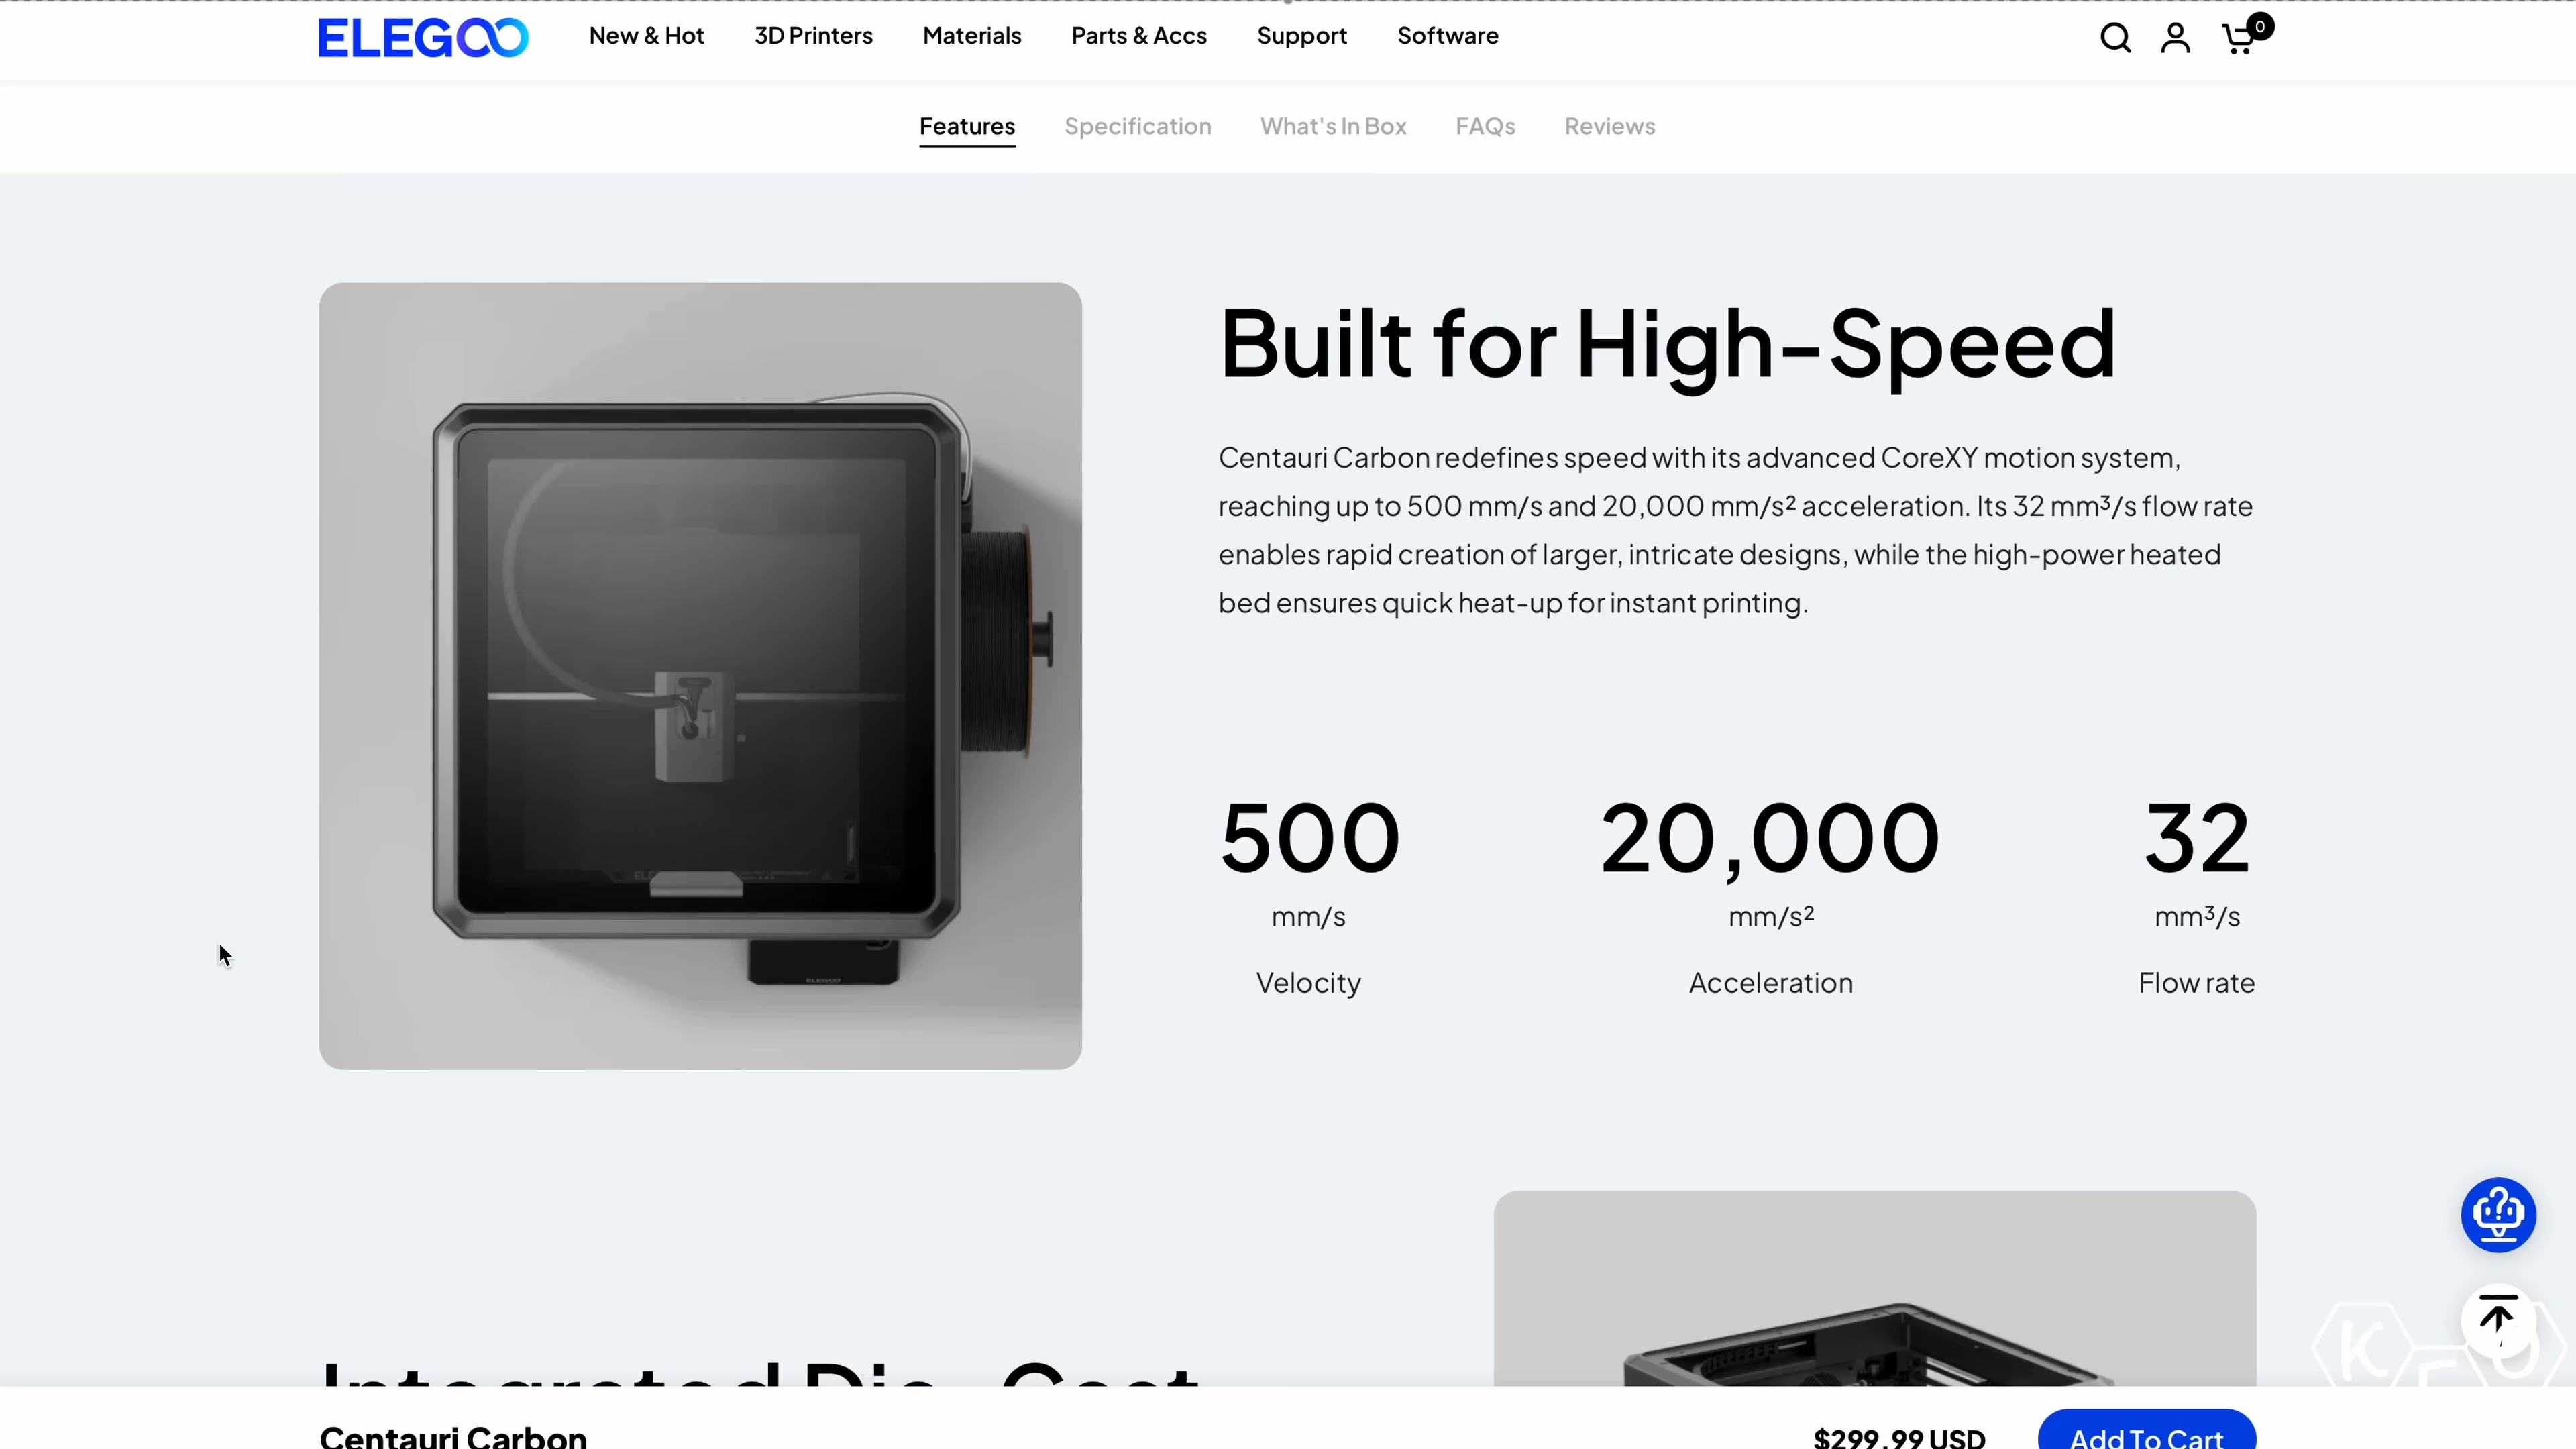 ELEGOO
New & Hot
3D Printers
Materials
Parts & Accs
Support
Software
0
Features
Specification
What's In Box
FAQs
Reviews
Built for High-Speed
Centauri Carbon redefines speed with its advanced CoreXY motion system,
reaching up to 500 mm/s and 20,000 mm/s² acceleration. Its 32 mm³/s flow rate
enables rapid creation of larger, intricate designs, while the high-power heated
bed ensures quick heat-up for instant printing.
500
mm/s
Velocity
20,000
mm/s²
Acceleration
32
mm³/s
Flow rate
ELEGOO
Integrated Die-Cast
Centauri Carbon
$299.99 USD
Add To Cart